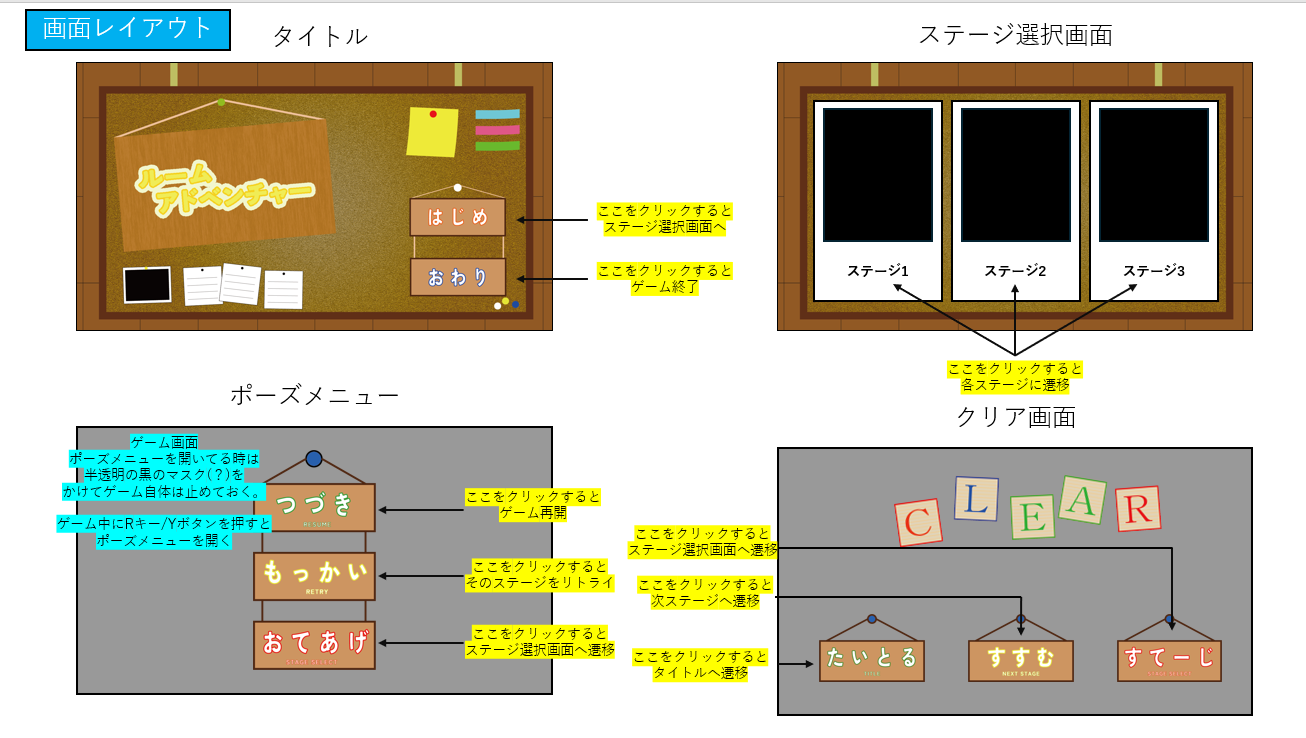 画面レイアウト
タイトル
ルーム
アドベンチャー
はじめ
おわり
ここをクリックすると
ステージ選択画面へ
ここをクリックすると
ゲーム終了
ステージ選択画面
ステージ1
ステージ2
ステージ3
ここをクリックすると
各ステージに遷移
ポーズメニュー
ゲーム画面
ポーズメニューを開いてる時は
半透明の黒のマスク(？)を
かけてゲーム自体は止めておく。
ゲーム中にRキー/Yボタンを押すと
ポーズメニューを開く
つづき
RESUME
もっかい
RETRY
おてあげ
STAGE SELECT
ここをクリックすると
ゲーム再開
ここをクリックすると
そのステージをリトライ
ここをクリックすると
ステージ選択画面へ遷移
クリア画面
CLEAR
ここをクリックすると
ステージ選択画面へ遷移
ここをクリックすると
次ステージへ遷移
ここをクリックすると
タイトルへ遷移
たいとる
TITLE
すすむ
NEXT STAGE
すてーじ
STAGE SELECT